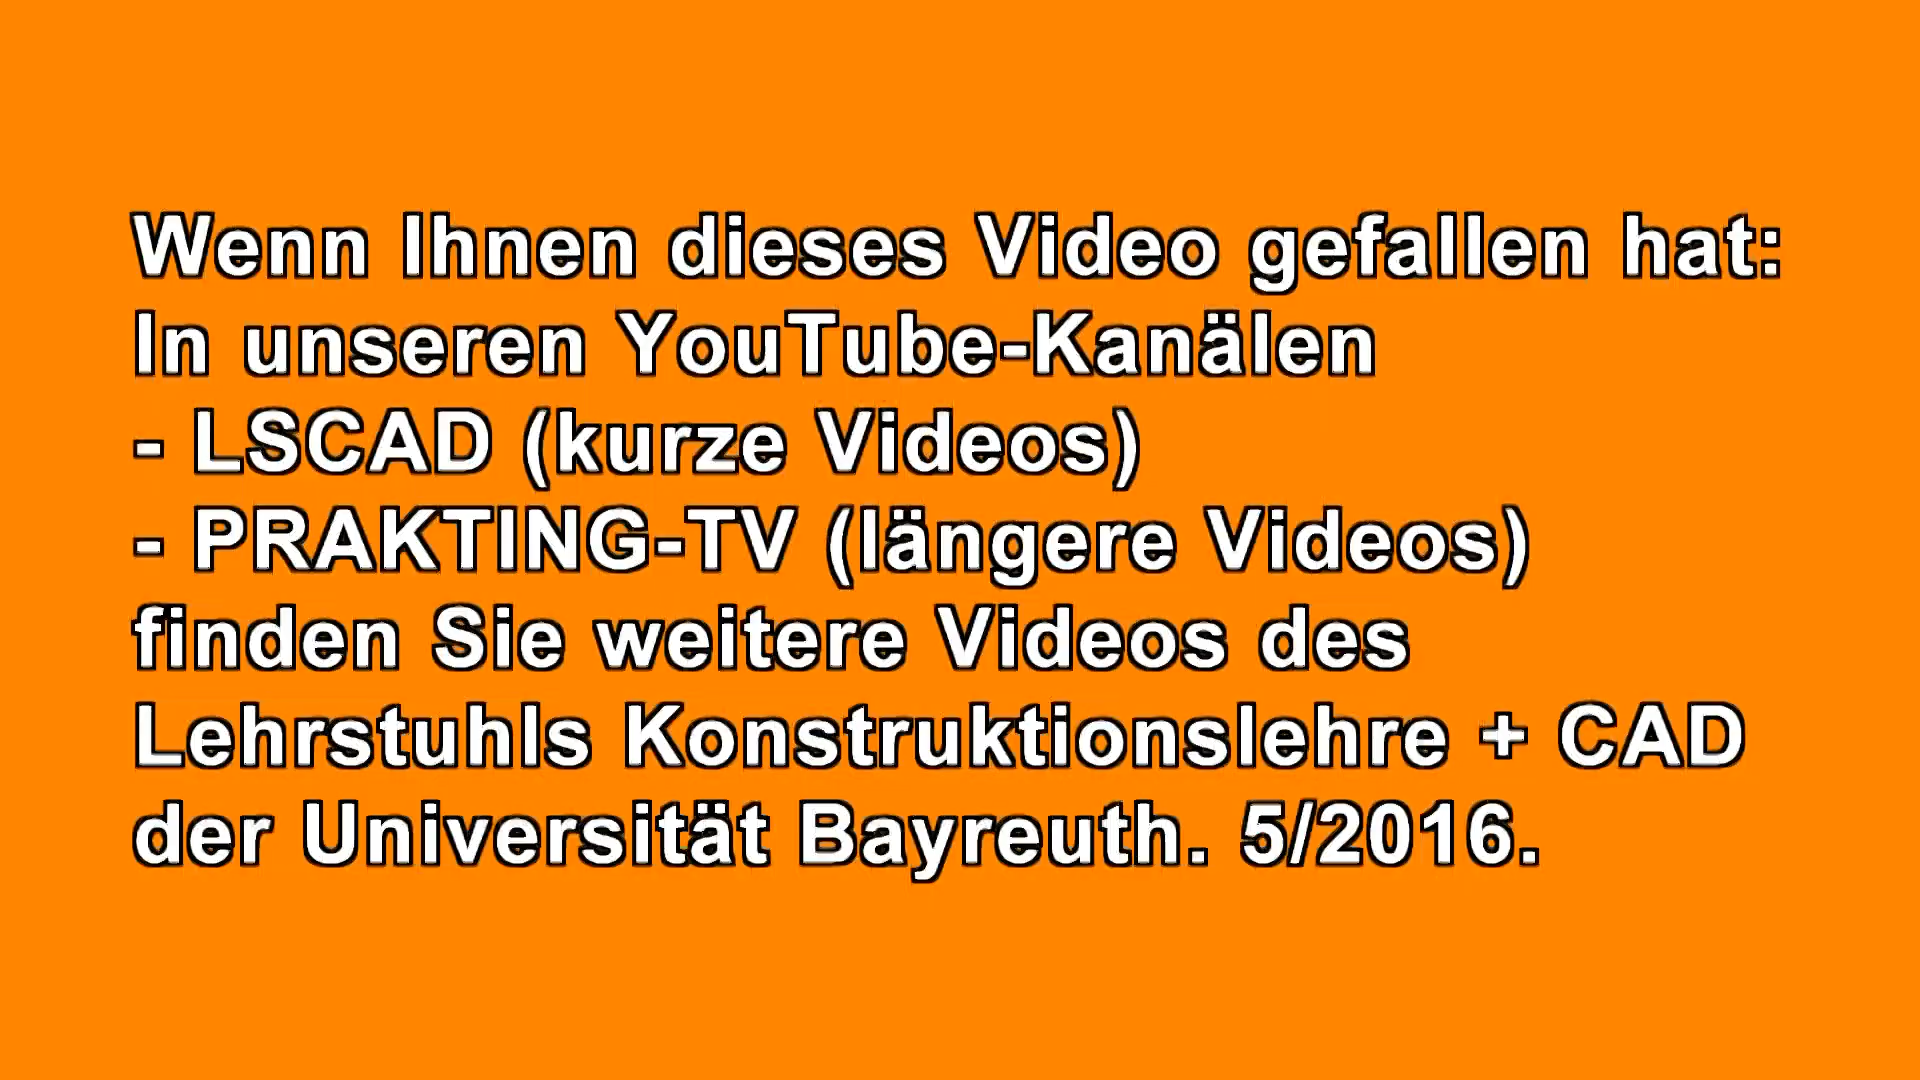 Wenn Ihnen dieses Video gefallen hat:
In unseren YouTube-Kanälen
- LSCAD (kurze Videos)
- PRAKTING-TV (längere Videos)
finden Sie weitere Videos des
Lehrstuhls Konstruktionslehre + CAD
der Universität Bayreuth. 5/2016.